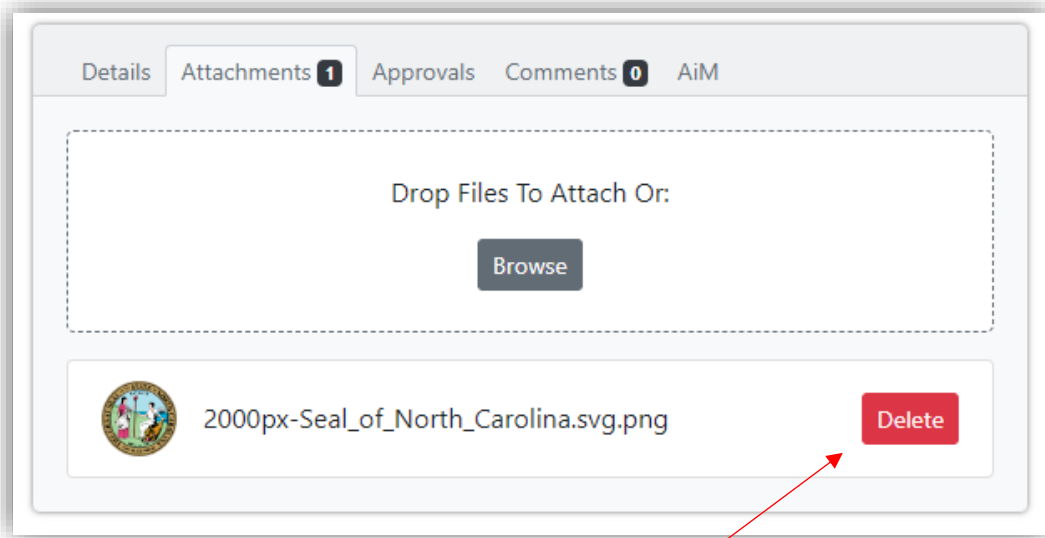 Details Attachments 1 Approvals Comments 0 AiM
Drop Files To Attach Or:
Browse
2000px-Seal_of_North_Carolina.svg.png Delete